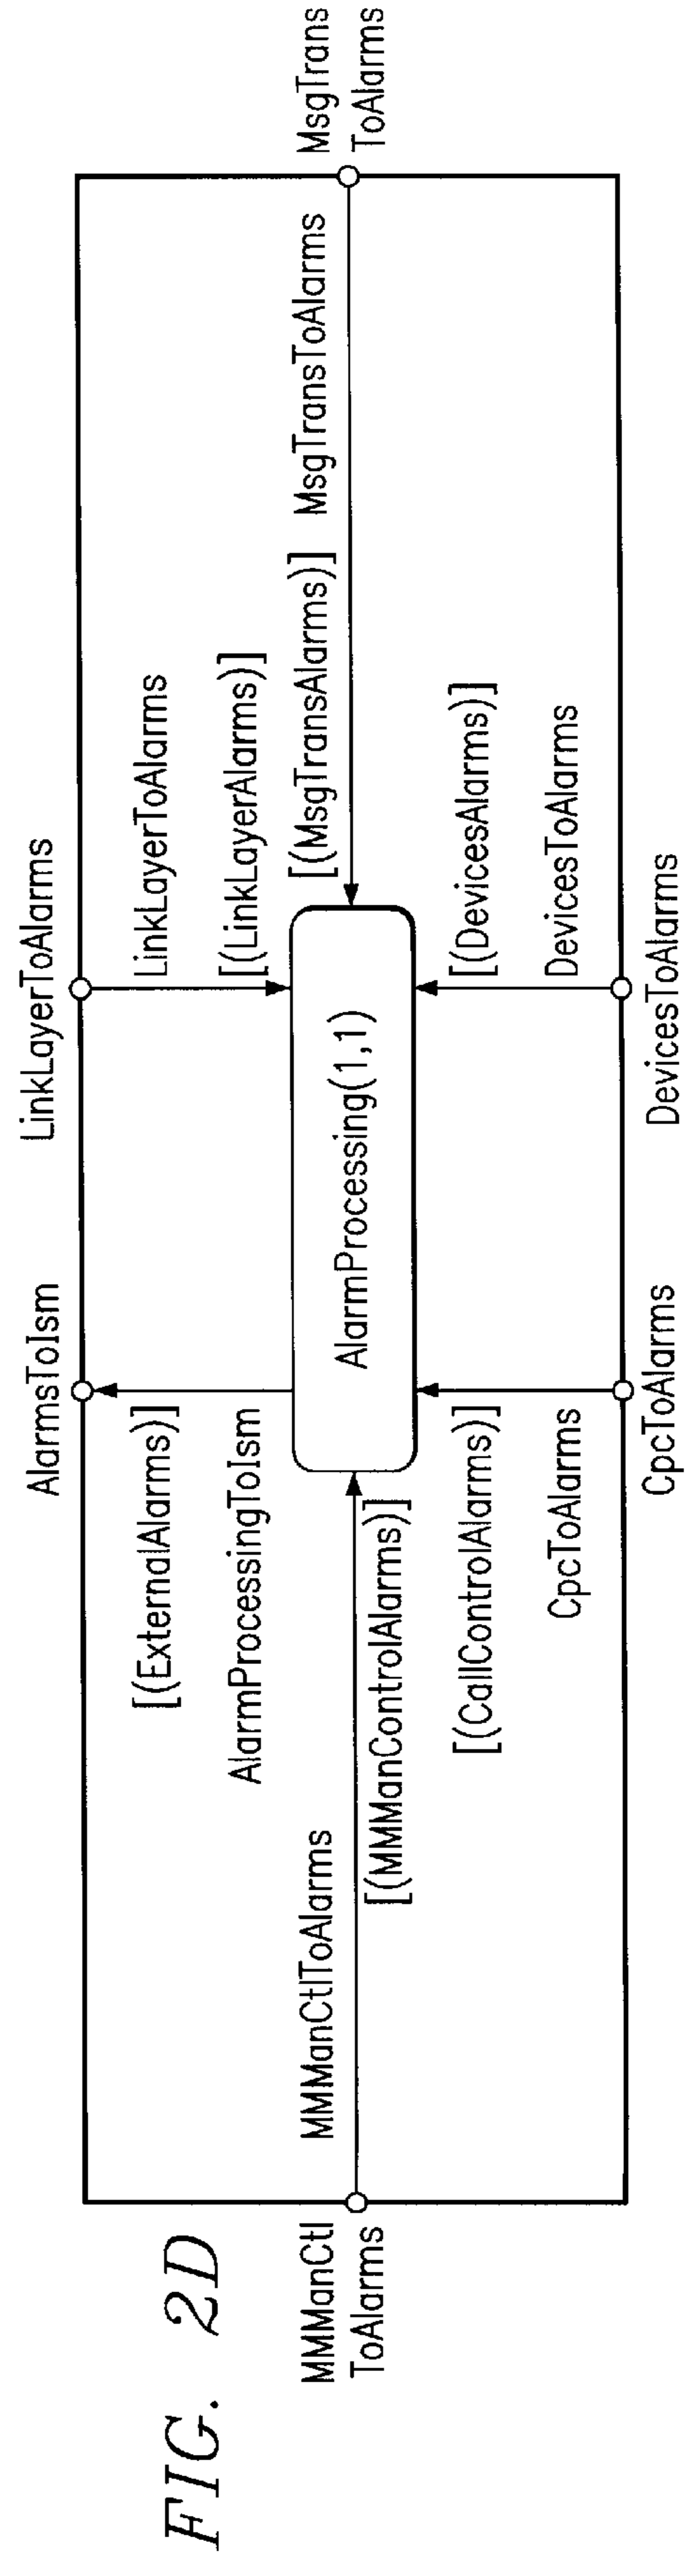 AlarmsToIsm
LinkLayerToAlarms
[(ExternalAlarms)]
LinkLayerToAlarms
AlarmProcessingToIsm
[(LinkLayerAlarms)]
MMManCtl
ToAlarms
MMManCtlToAlarms
[(MMManControlAlarms)]
AlarmProcessing(1,1)
[(MsgTransAlarms)]
MsgTransToAlarms
MsgTrans
ToAlarms
[(CallControlAlarms)]
[(DevicesAlarms)]
CpcToAlarms
DevicesToAlarms
CpcToAlarms
DevicesToAlarms
FIG. 2D